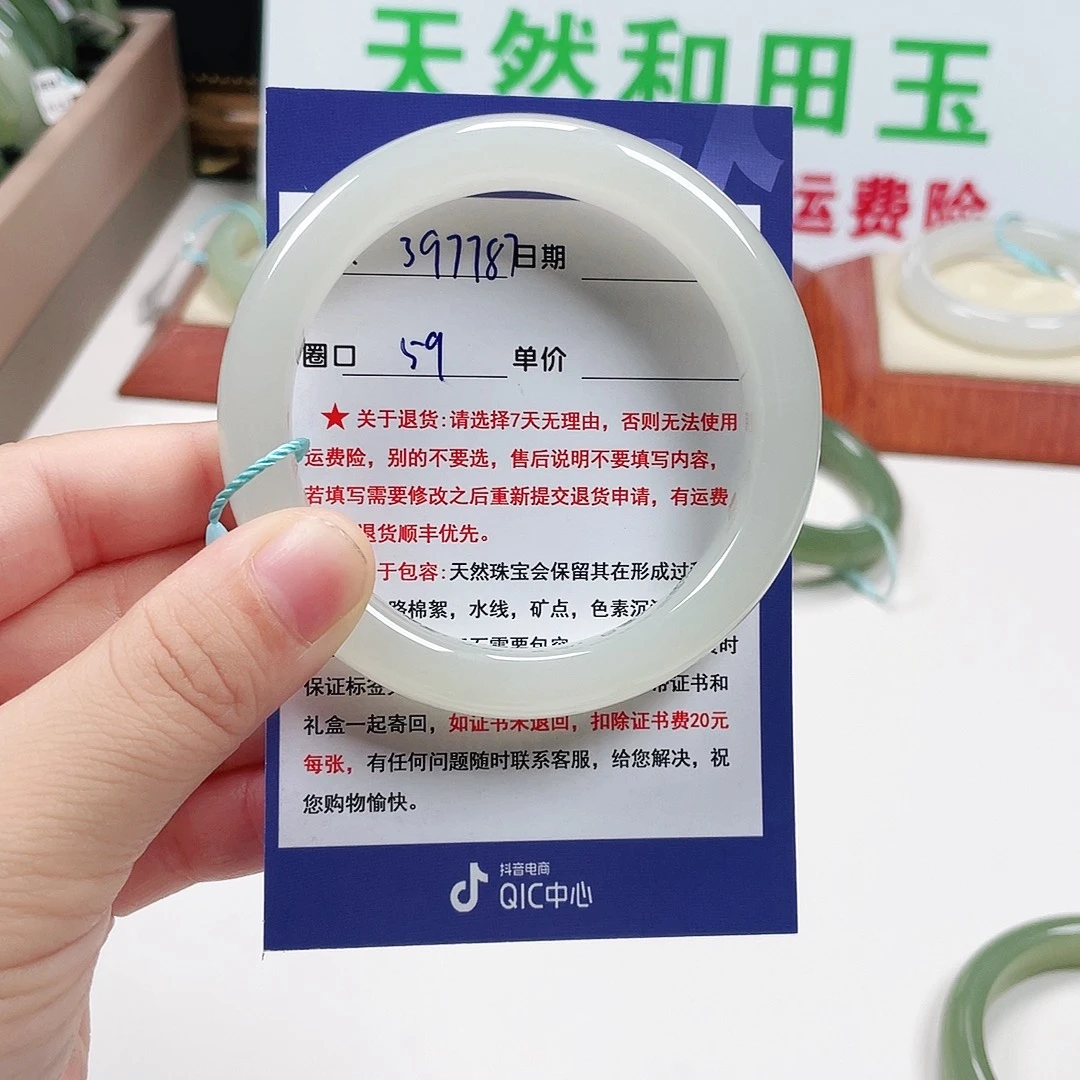 天然和田玉
运费险
397787 日期
圈口 59 单价
★关于退货:请选择7天无理由，否则无法使用
运费险，别的不要选，售后说明不要填写内容，
若填写需要修改之后重新提交退货申请，有运费
退货顺丰优先。
于包容:天然珠宝会保留其在形成过
棉絮，水线，矿点，色素沉
需要包容
时
保证标签
证书和
礼盒一起寄回，如证书未退回，扣除证书费20元
每张，有任何问题随时联系客服，给您解决，祝
您购物愉快。
抖音电商
QIC中心